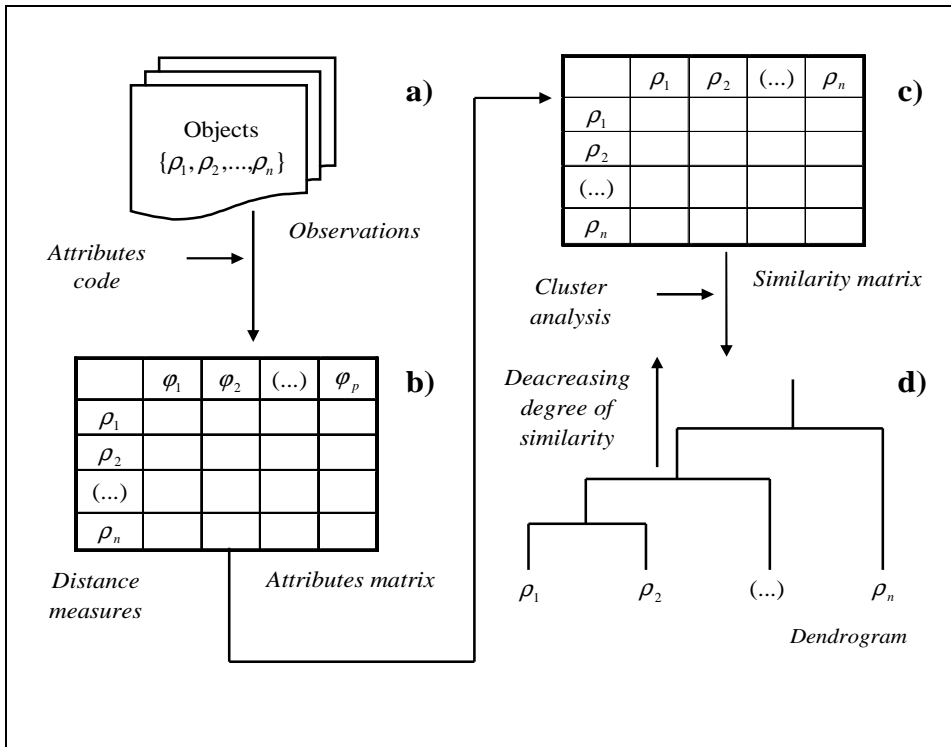 a)
Objects
{ρ₁, ρ₂,...,ρₙ}
Observations
Attributes
code
b)
φ₁ φ₂ (...) φₚ
ρ₁
ρ₂
(...)
ρₙ
Distance
measures
Attributes matrix
c)
ρ₁ ρ₂ (...) ρₙ
ρ₁
ρ₂
(...)
ρₙ
Similarity matrix
Cluster
analysis
d)
Deacreasing
degree of
similarity
ρ₁ ρ₂ (...) ρₙ
Dendrogram